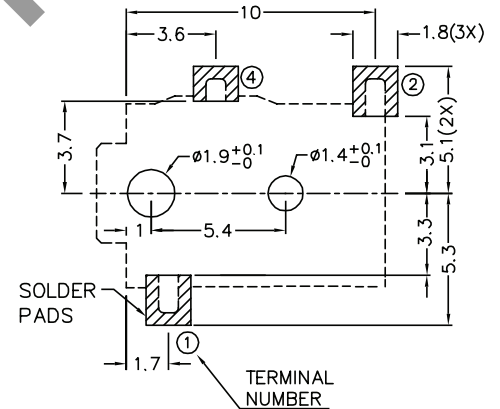 10
3.6
1.8(3X)
④
②
3.7
ø1.9+0.1 -0
ø1.4+0.1 -0
3.1
5.1(2X)
1
5.4
3.3
5.3
SOLDER
PADS
①
1.7
TERMINAL
NUMBER